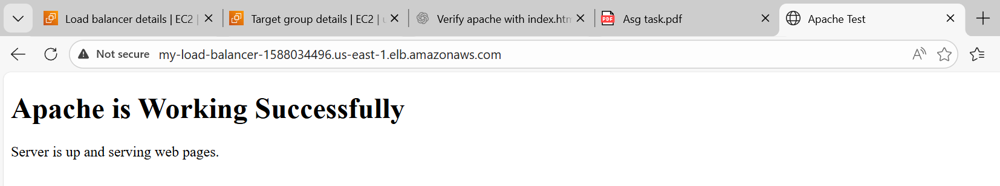 Load balancer details | EC2 |
Target group details | EC2 |
Verify apache with index.htm
PDF
Asg task.pdf
Apache Test
Not secure
my-load-balancer-1588034496.us-east-1.elb.amazonaws.com
Apache is Working Successfully
Server is up and serving web pages.